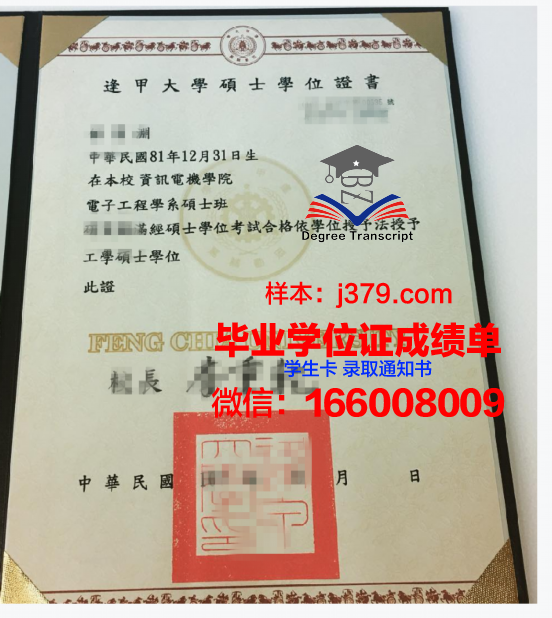 逢甲大學碩士學位證書
號
中華民國81年12月31日生
在本校 資訊電機學院
電子工程學系碩士班
滿經碩士學位考試合格依學位授予法授予
工學碩士學位
此證
BZ
Degree Transcript
样本：j379.com
FENG CHIA
毕业学位证成绩单
学生卡 录取通知书
校長
微信：166008009
中華民國 月 日